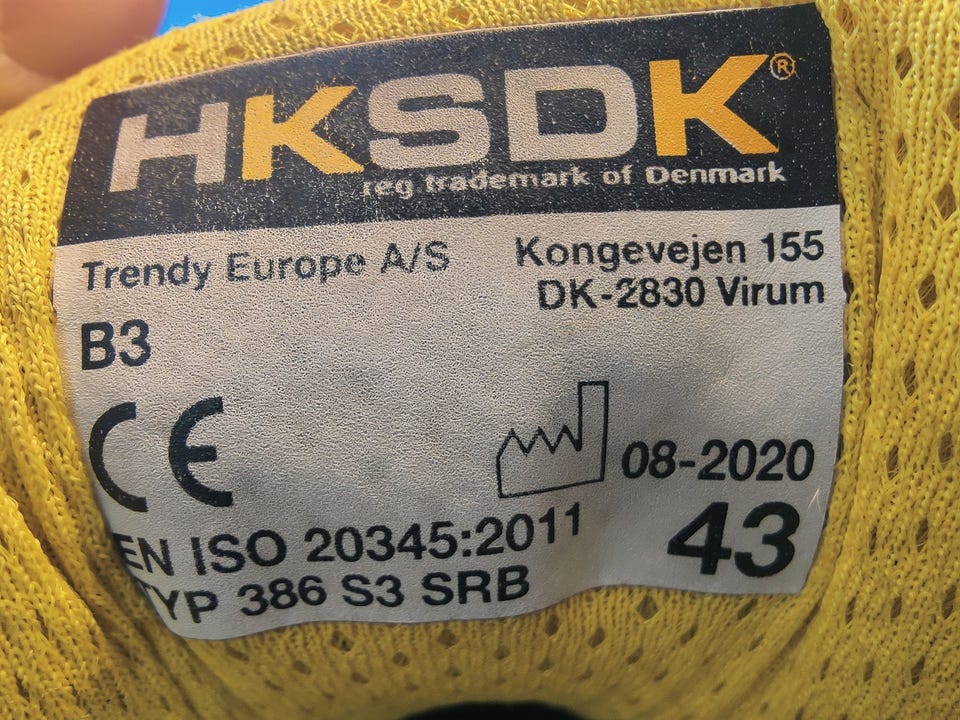 HKSDK®
reg.trademark of Denmark
Trendy Europe A/S
Kongevejen 155
DK-2830 Virum
B3
CE
08-2020
EN ISO 20345:2011
43
TYP 386 S3 SRB